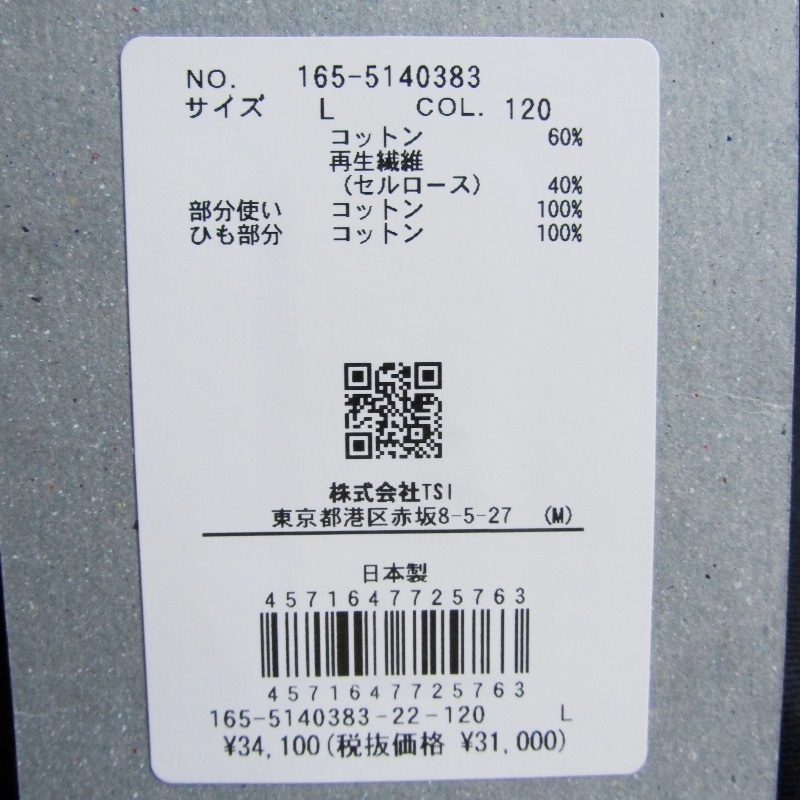 NO. 165-5140383
サイズ L COL. 120
コットン 60%
再生繊維
(セルロース) 40%
部分使い コットン 100%
ひも部分 コットン 100%
株式会社TSI
東京都港区赤坂8-5-27 (M)
日本製
4571647725763
4571647725763
165-5140383-22-120 L
¥34,100(税抜価格 ¥31,000)